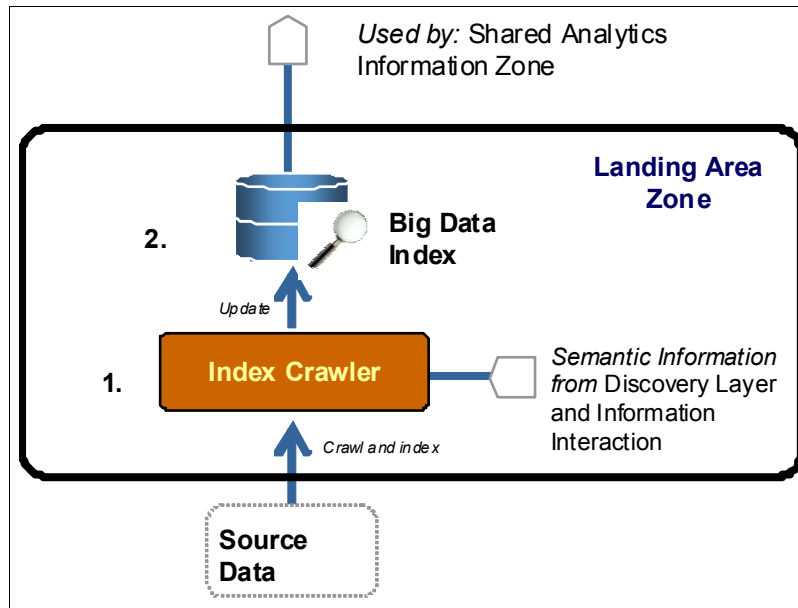 Used by: Shared Analytics
Information Zone
Landing Area
Zone
2.
Big Data
Index
Update
1.
Index Crawler
Semantic Information
from Discovery Layer
and Information
Interaction
Crawl and index
Source
Data